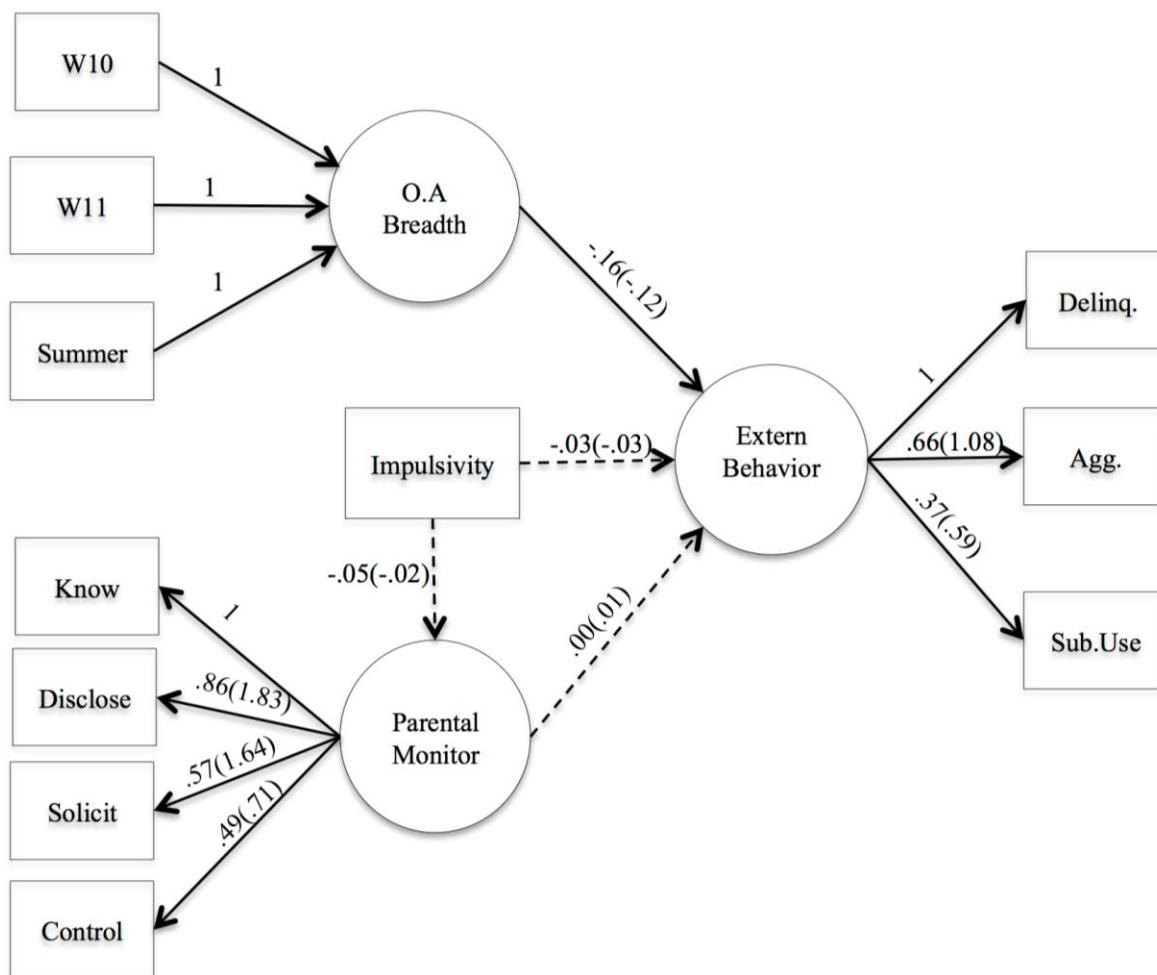 W10
1
W11
1
Summer
1
O.A
Breadth
-.16(-.12)
Impulsivity
-.03(-.03)
-.05(-.02)
Extern
Behavior
1
Delinq.
.66(1.08)
Agg.
.37(.59)
Sub.Use
Know
1
Disclose
.86(1.83)
Solicit
.57(1.64)
Control
.49(.71)
Parental
Monitor
.00(.01)